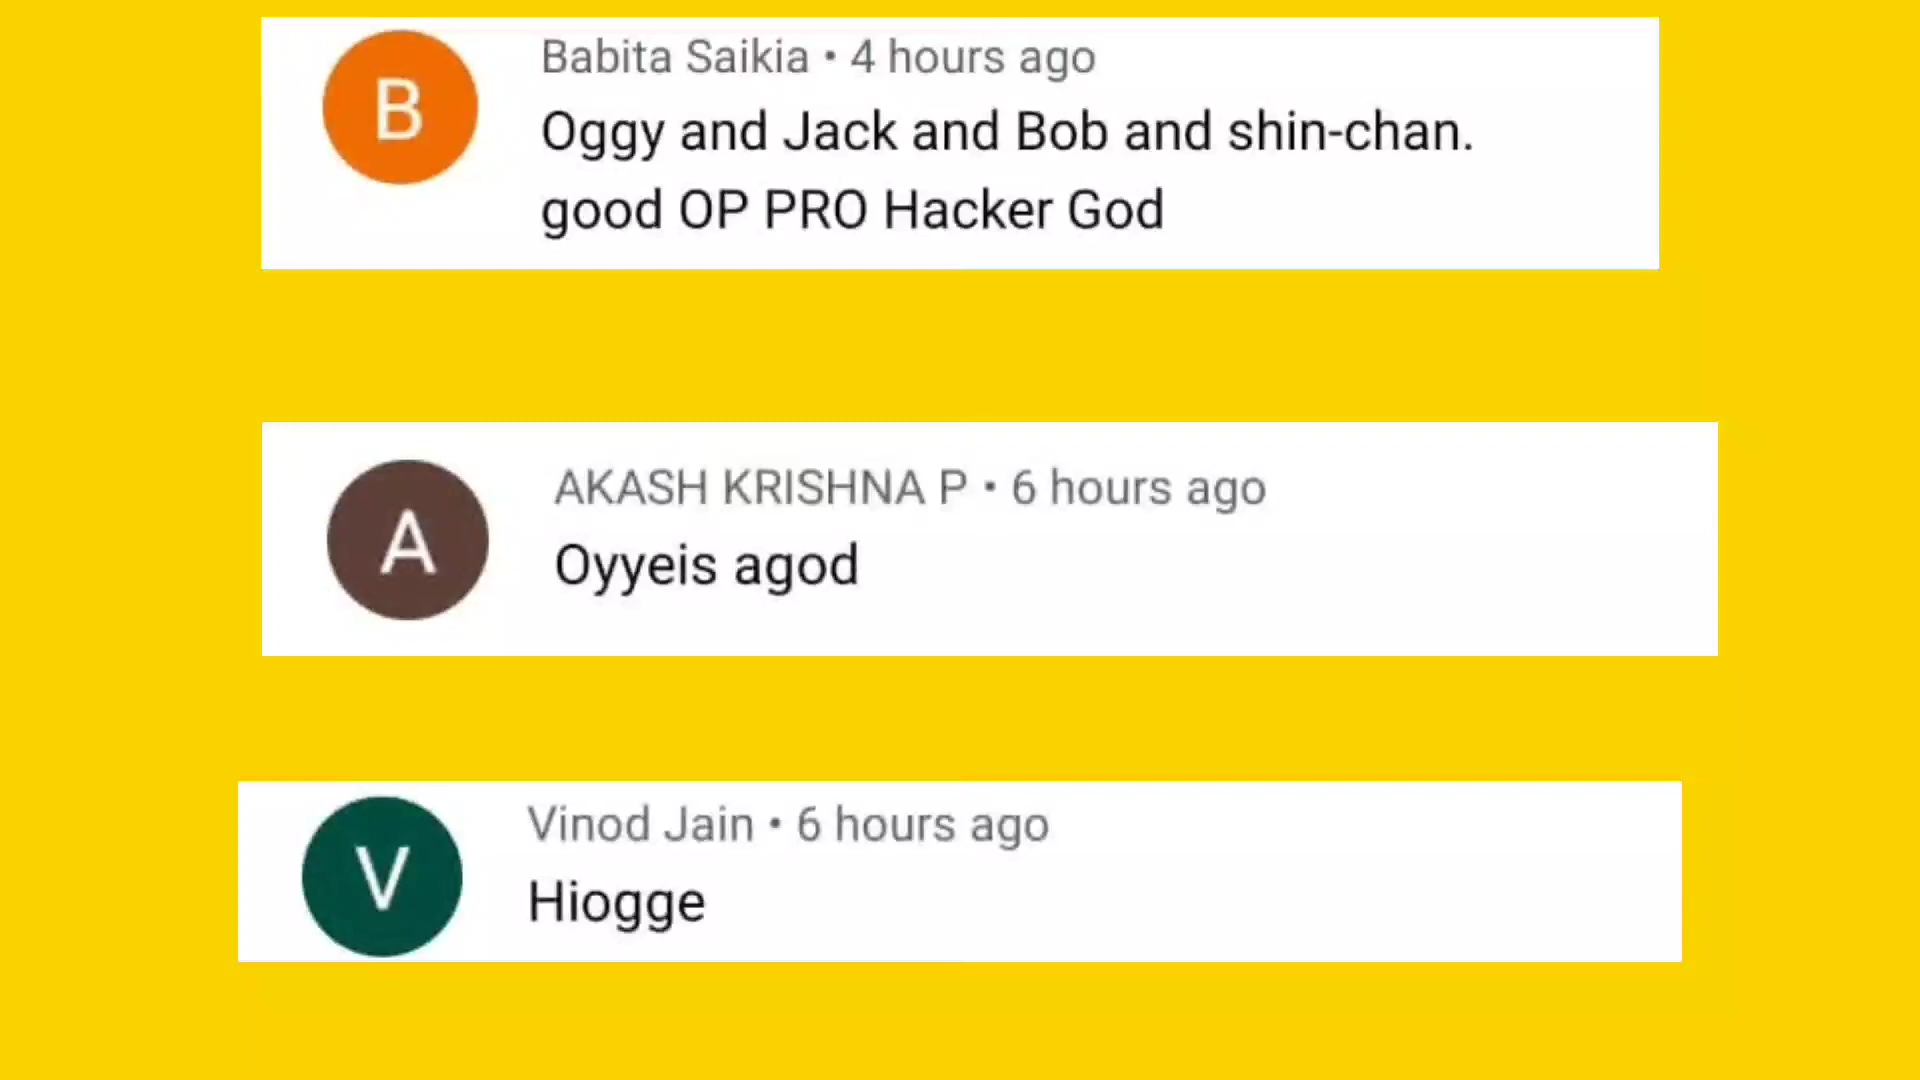 B
Babita Saikia • 4 hours ago
Oggy and Jack and Bob and shin-chan.
good OP PRO Hacker God
A
AKASH KRISHNA P • 6 hours ago
Oyyeis agod
V
Vinod Jain • 6 hours ago
Hiogge